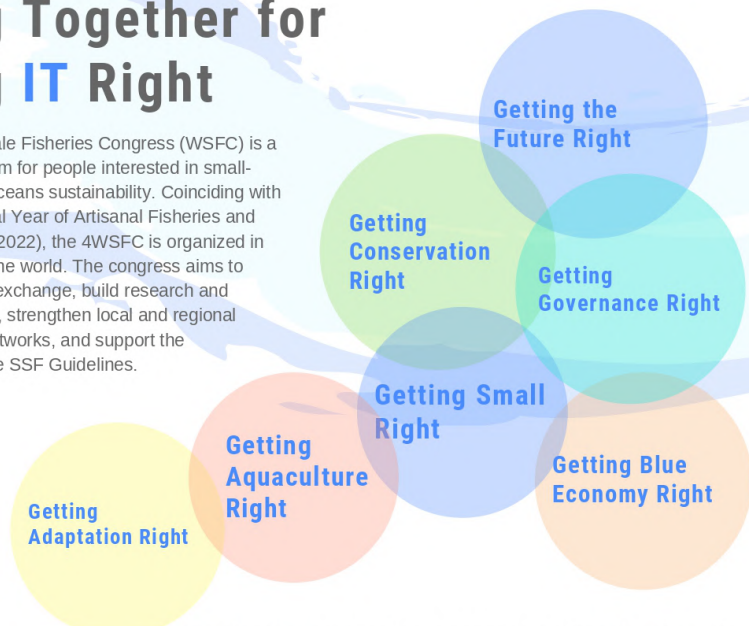 g Together for
g IT Right
le Fisheries Congress (WSFC) is a
m for people interested in small-
ceans sustainability. Coinciding with
al Year of Artisanal Fisheries and
2022), the 4WSFC is organized in
he world. The congress aims to
exchange, build research and
, strengthen local and regional
tworks, and support the
e SSF Guidelines.
Getting the
Future Right
Getting
Conservation
Right
Getting
Governance Right
Getting Small
Right
Getting
Aquaculture
Right
Getting Blue
Economy Right
Getting
Adaptation Right